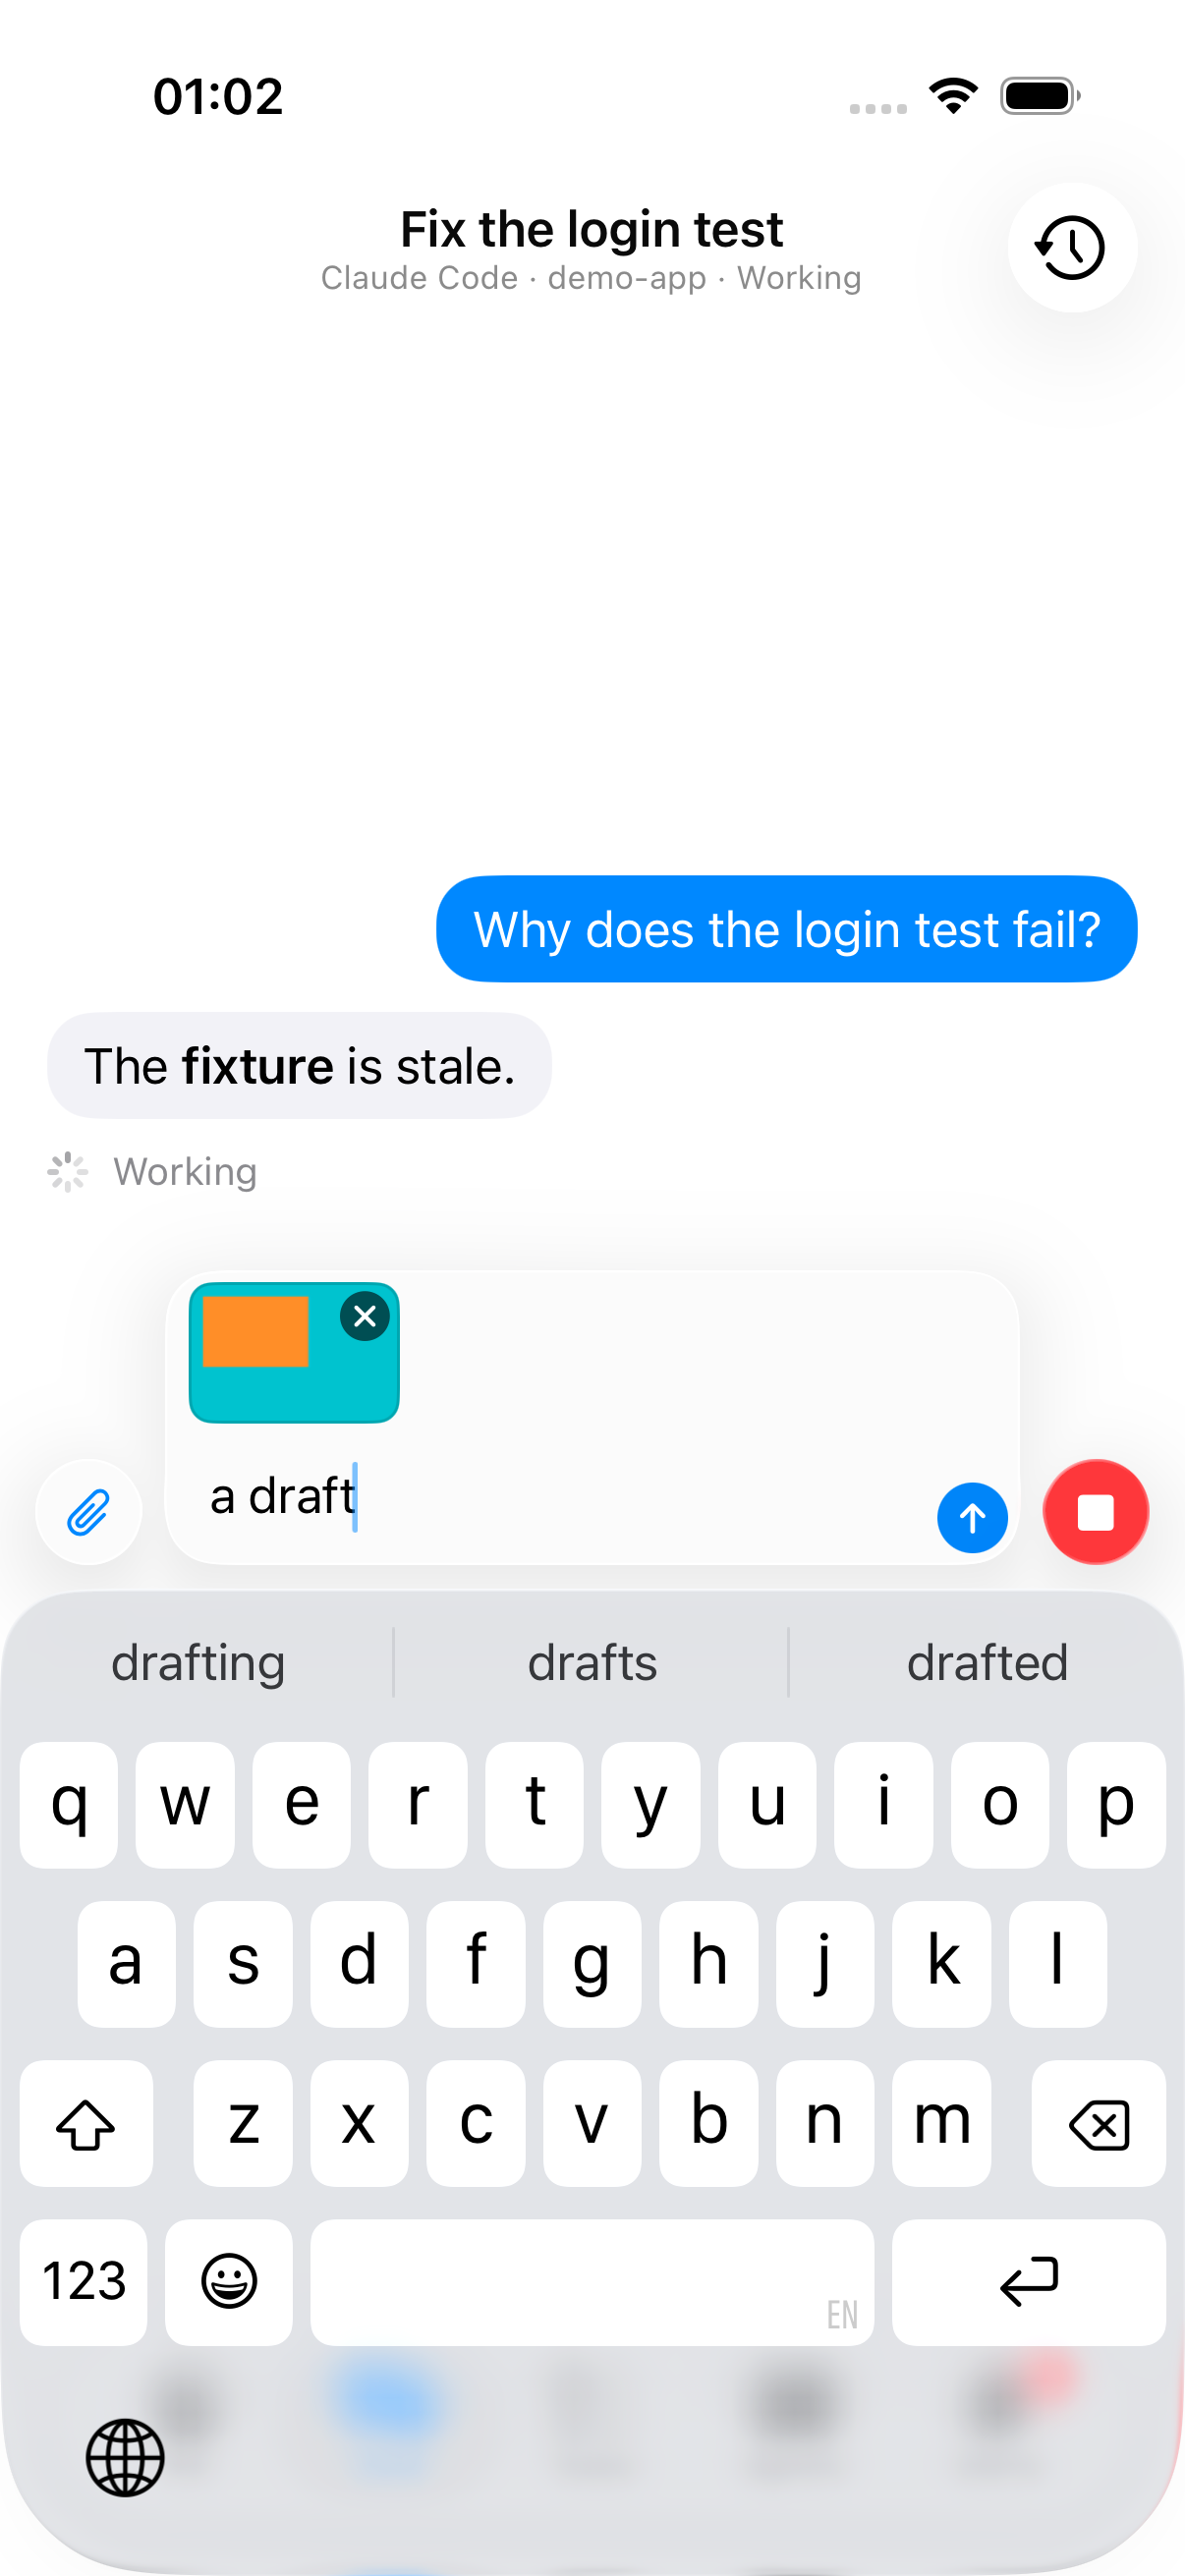 01:02
Fix the login test
Claude Code · demo-app · Working
Why does the login test fail?
The fixture is stale.
Working
a draft
drafting drafts drafted
q w e r t y u i o p
a s d f g h j k l
z x c v b n m
123
EN